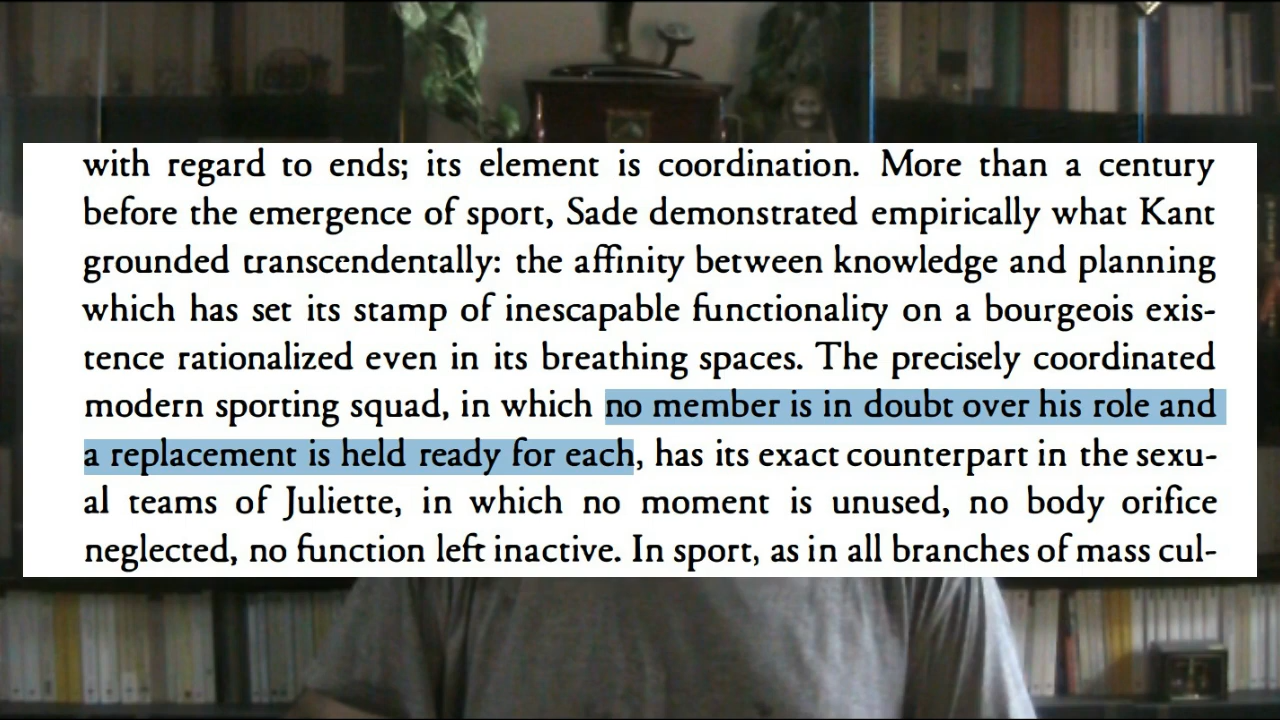 with regard to ends; its element is coordination. More than a century
before the emergence of sport, Sade demonstrated empirically what Kant
grounded transcendentally: the affinity between knowledge and planning
which has set its stamp of inescapable functionality on a bourgeois exis-
tence rationalized even in its breathing spaces. The precisely coordinated
modern sporting squad, in which no member is in doubt over his role and
a replacement is held ready for each, has its exact counterpart in the sexu-
al teams of Juliette, in which no moment is unused, no body orifice
neglected, no function left inactive. In sport, as in all branches of mass cul-